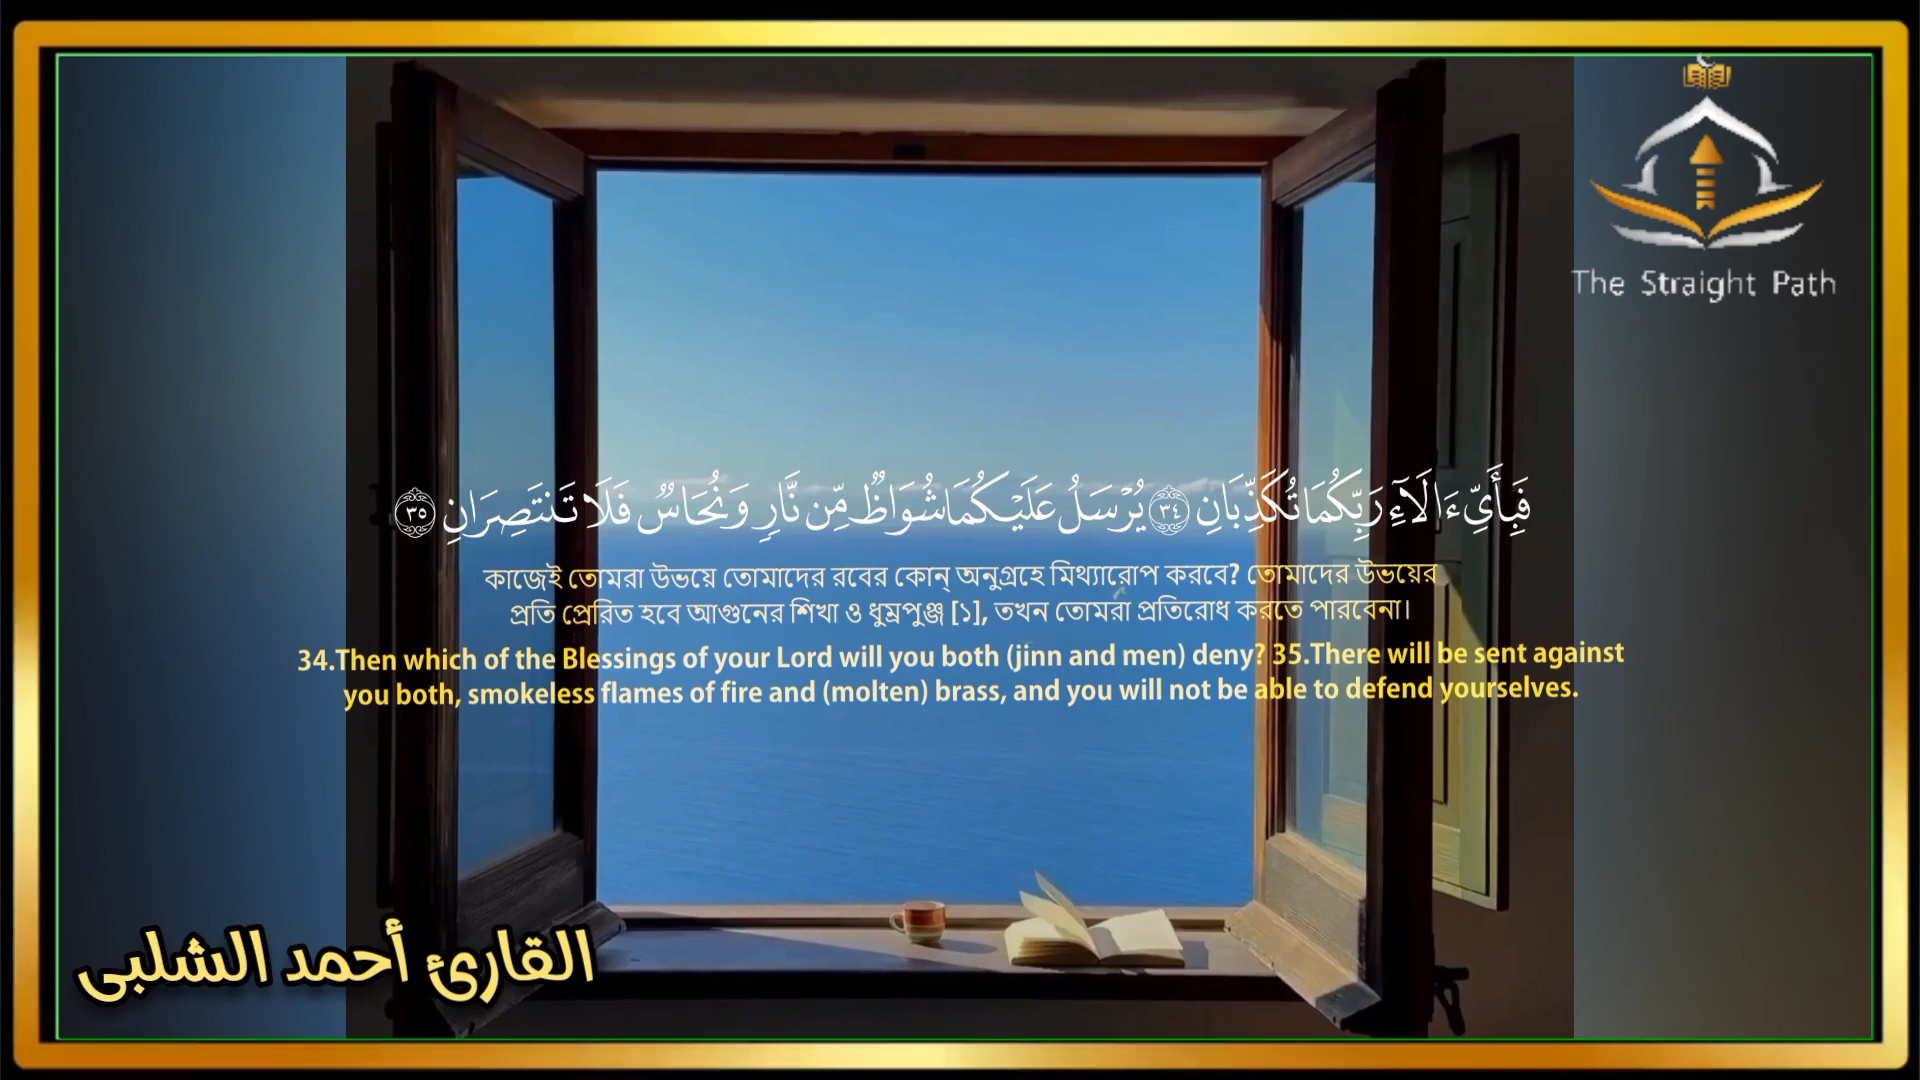 The Straight Path
فَبِأَيِّ ءَالَآءِ رَبِّكُمَا تُكَذِّبَانِ ٣٤ يُرْسَلُ عَلَيْكُمَا شُوَاظٌ مِّن نَّارٍ وَنُحَاسٌ فَلَا تَنتَصِرَانِ ٣٥
কাজেই তোমরা উভয়ে তোমাদের রবের কোন্ অনুগ্রহে মিথ্যারোপ করবে? তোমাদের উভয়ের
প্রতি প্রেরিত হবে আগুনের শিখা ও ধুম্রপুঞ্জ [১], তখন তোমরা প্রতিরোধ করতে পারবেনা।
34.Then which of the Blessings of your Lord will you both (jinn and men) deny? 35.There will be sent against
you both, smokeless flames of fire and (molten) brass, and you will not be able to defend yourselves.
القارئ أحمد الشلبى